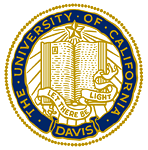 THE · UNIVERSITY · OF · CALIFORNIA
LET THERE BE LIGHT
DAVIS